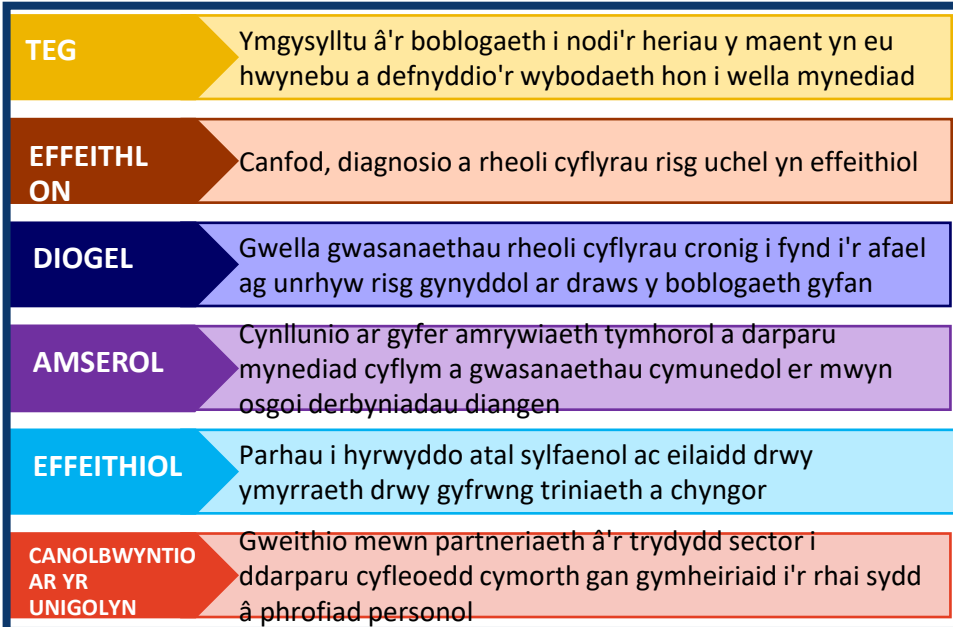 TEG
Ymgysylltu â'r boblogaeth i nodi'r heriau y maent yn eu
hwynebu a defnyddio'r wybodaeth hon i wella mynediad
EFFEITHL
ON
Canfod, diagnosio a rheoli cyflyrau risg uchel yn effeithiol
DIOGEL
Gwella gwasanaethau rheoli cyflyrau cronig i fynd i'r afael
ag unrhyw risg gynyddol ar draws y boblogaeth gyfan
AMSEROL
Cynllunio ar gyfer amrywiaeth tymhorol a darparu
mynediad cyflym a gwasanaethau cymunedol er mwyn
osgoi derbyniadau diangen
EFFEITHIOL
Parhau i hyrwyddo atal sylfaenol ac eilaidd drwy
ymyrraeth drwy gyfrwng triniaeth a chyngor
CANOLBWYNTIO
AR YR
UNIGOLYN
Gweithio mewn partneriaeth â'r trydydd sector i
ddarparu cyfleoedd cymorth gan gymheiriaid i'r rhai sydd
â phrofiad personol